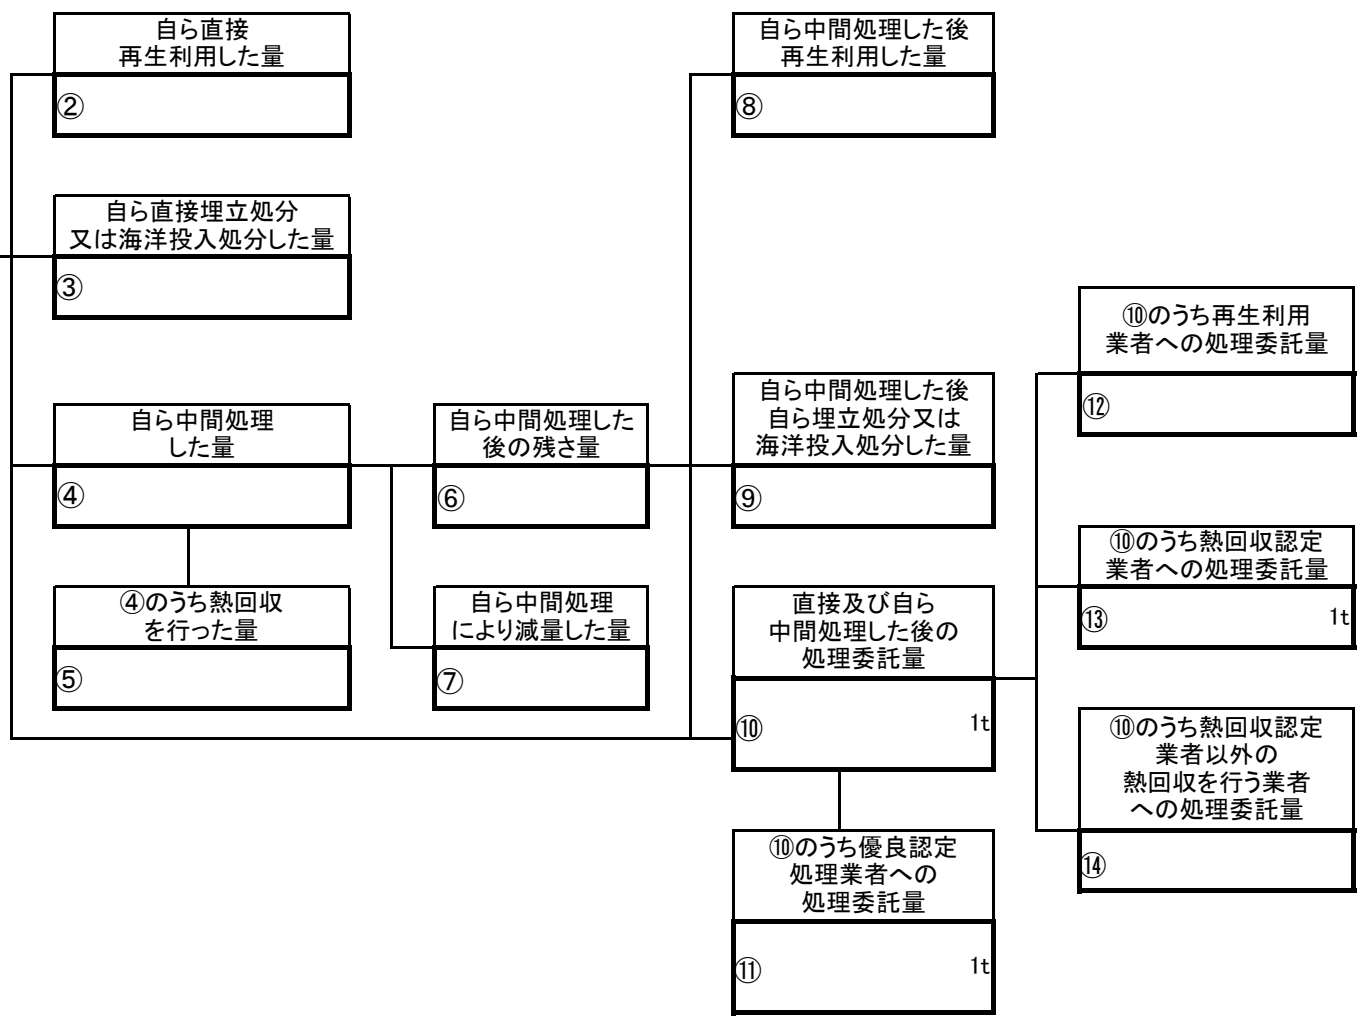 自ら直接
再生利用した量
②
自ら直接埋立処分
又は海洋投入処分した量
③
自ら中間処理
した量
④
④のうち熱回収
を行った量
⑤
自ら中間処理した
後の残さ量
⑥
自ら中間処理
により減量した量
⑦
自ら中間処理した後
再生利用した量
⑧
自ら中間処理した後
自ら埋立処分又は
海洋投入処分した量
⑨
直接及び自ら
中間処理した後の
処理委託量
⑩ 1t
⑩のうち優良認定
処理業者への
処理委託量
⑪ 1t
⑩のうち再生利用
業者への処理委託量
⑫
⑩のうち熱回収認定
業者への処理委託量
⑬ 1t
⑩のうち熱回収認定
業者以外の
熱回収を行う業者
への処理委託量
⑭